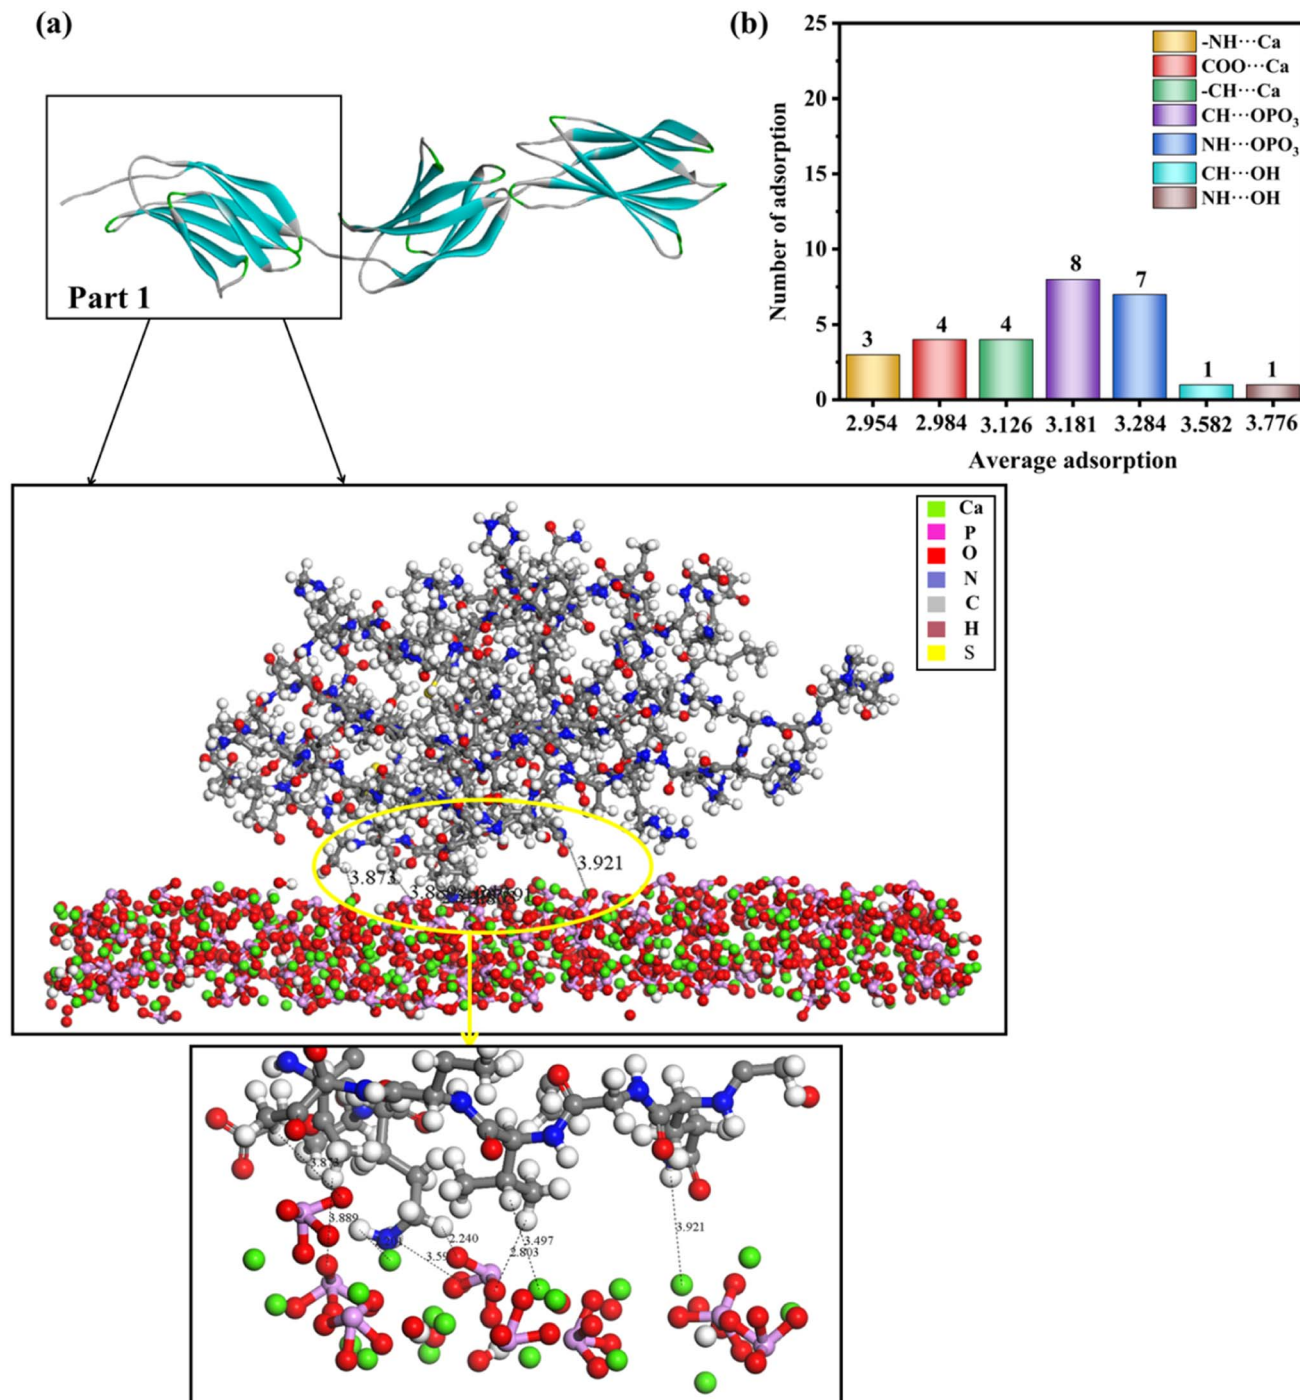 (a)
Part 1
(b)
Number of adsorption
25
20
15
10
5
0
-NH···Ca
COO···Ca
-CH···Ca
CH···OPO₃
NH···OPO₃
CH···OH
NH···OH
3
4
4
8
7
1
1
2.954 2.984 3.126 3.181 3.284 3.582 3.776
Average adsorption
Ca
P
O
N
C
H
S
3.873
3.921
3.873
3.889
2.240
3.497
2.803
3.921